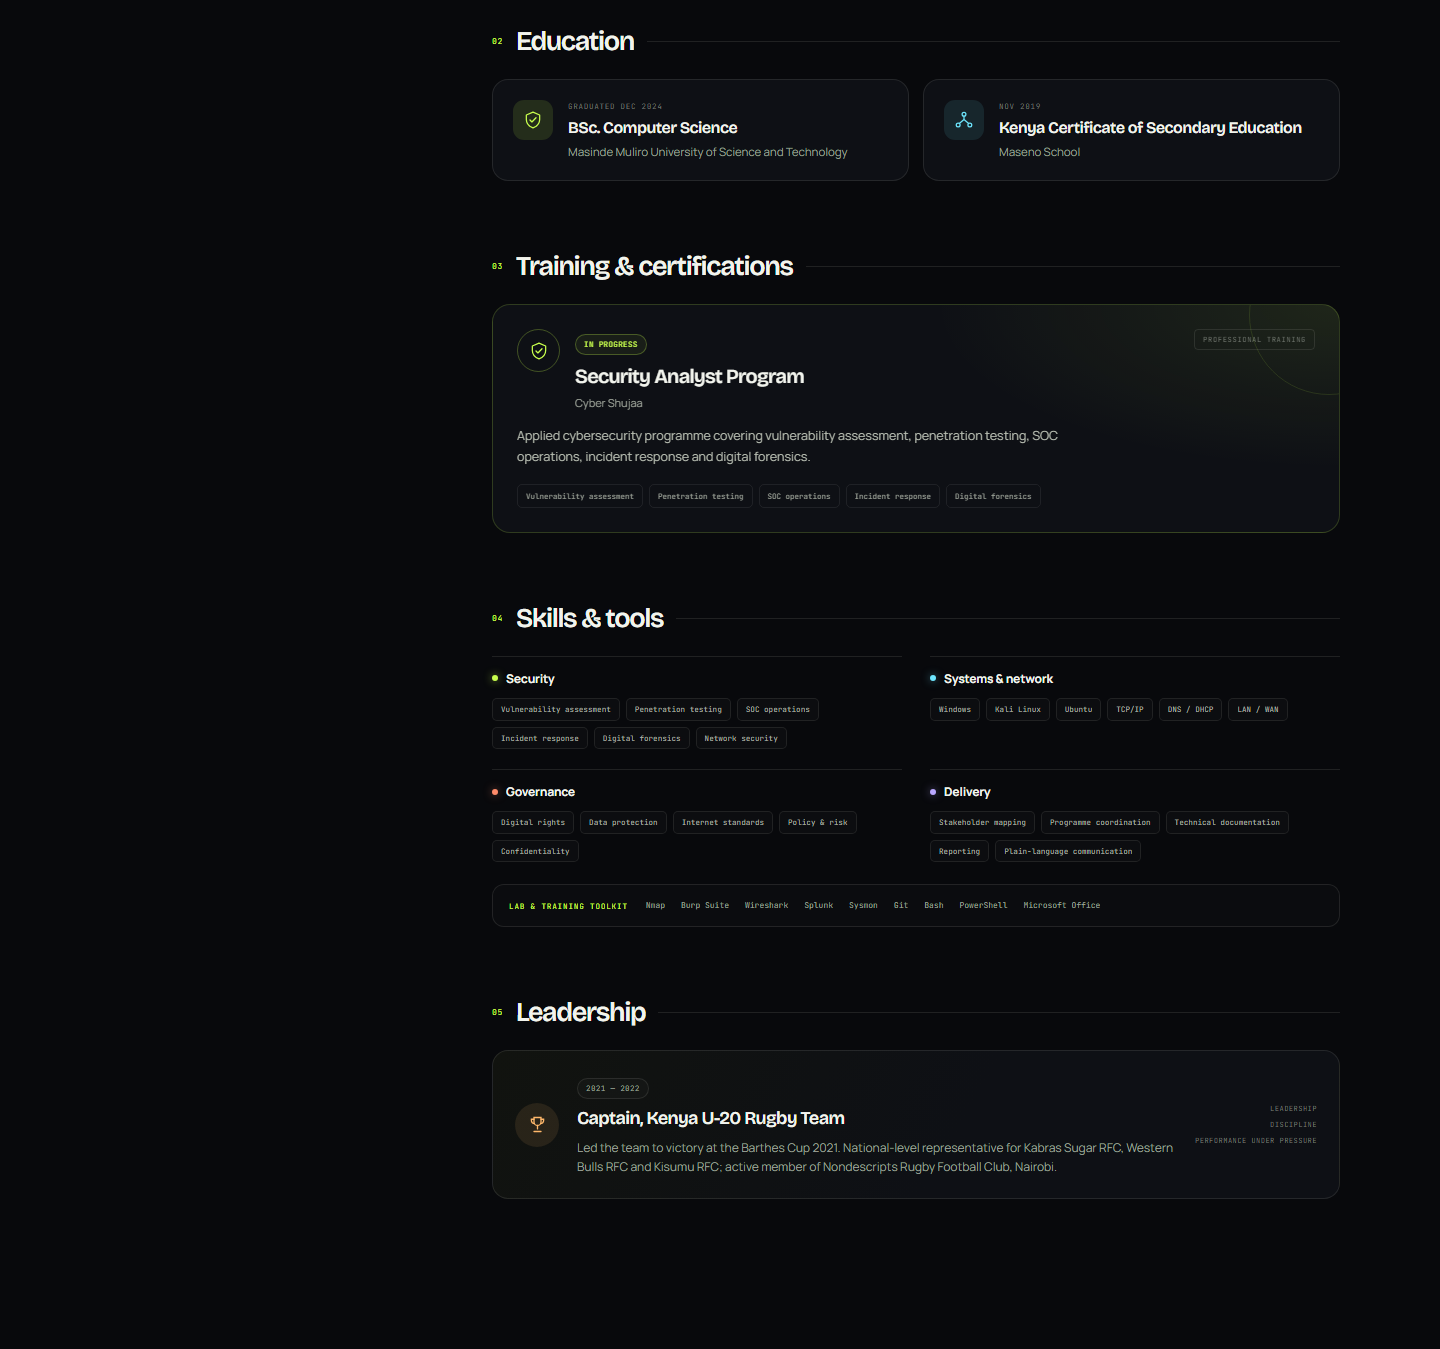 02 Education
GRADUATED DEC 2024
BSc. Computer Science
Masinde Muliro University of Science and Technology
NOV 2019
Kenya Certificate of Secondary Education
Maseno School
03 Training & certifications
IN PROGRESS
PROFESSIONAL TRAINING
Security Analyst Program
Cyber Shujaa
Applied cybersecurity programme covering vulnerability assessment, penetration testing, SOC
operations, incident response and digital forensics.
Vulnerability assessment Penetration testing SOC operations Incident response Digital forensics
04 Skills & tools
Security
Vulnerability assessment Penetration testing SOC operations
Incident response Digital forensics Network security
Systems & network
Windows Kali Linux Ubuntu TCP/IP DNS / DHCP LAN / WAN
Governance
Digital rights Data protection Internet standards Policy & risk
Confidentiality
Delivery
Stakeholder mapping Programme coordination Technical documentation
Reporting Plain-language communication
LAB & TRAINING TOOLKIT Nmap Burp Suite Wireshark Splunk Sysmon Git Bash PowerShell Microsoft Office
05 Leadership
2021 — 2022
Captain, Kenya U-20 Rugby Team
Led the team to victory at the Barthes Cup 2021. National-level representative for Kabras Sugar RFC, Western
Bulls RFC and Kisumu RFC; active member of Nondescripts Rugby Football Club, Nairobi.
LEADERSHIP
DISCIPLINE
PERFORMANCE UNDER PRESSURE